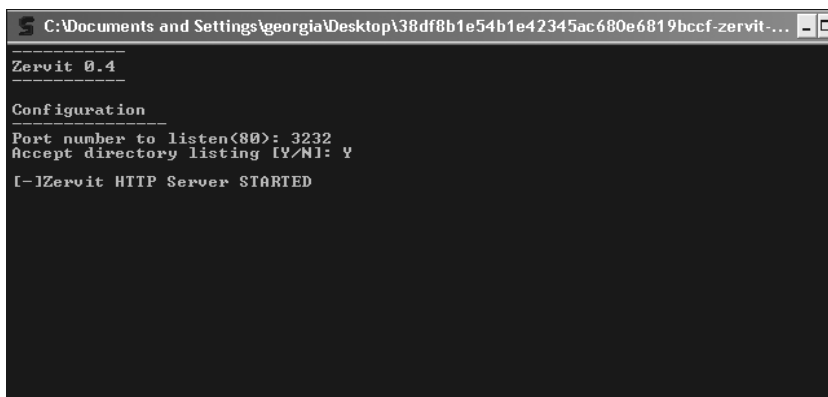 C:\Documents and Settings\georgia\Desktop\38df8b1e54b1e42345ac680e6819bccf-zervit-...
-----------
Zervit 0.4
-----------
Configuration
---------------
Port number to listen(80): 3232
Accept directory listing [Y/N]: Y
[-]Zervit HTTP Server STARTED